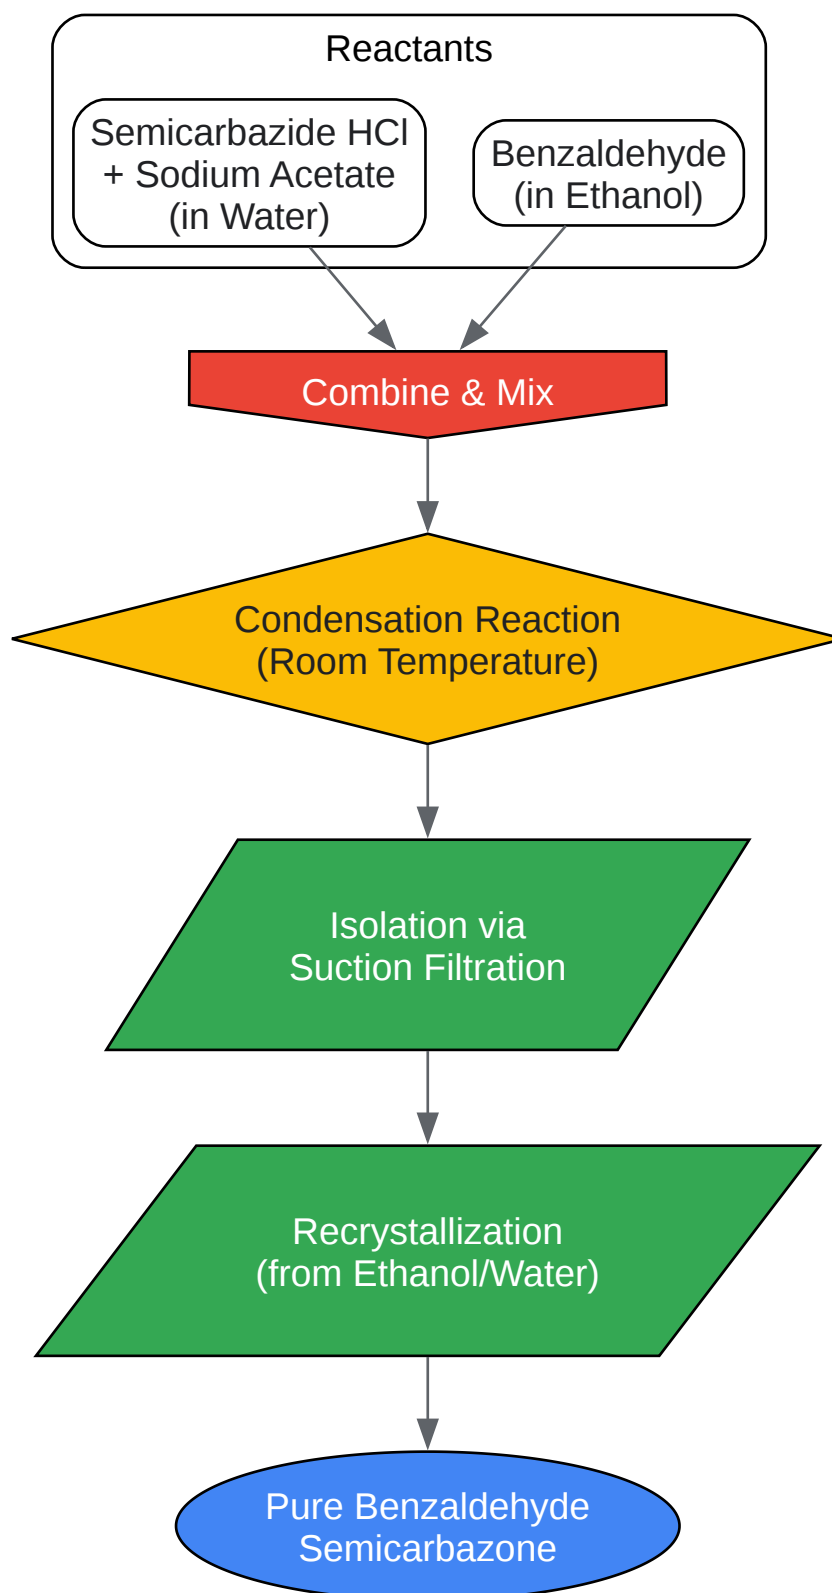 Reactants
Semicarbazide HCl
+ Sodium Acetate
(in Water)
Benzaldehyde
(in Ethanol)
Combine & Mix
Condensation Reaction
(Room Temperature)
Isolation via
Suction Filtration
Recrystallization
(from Ethanol/Water)
Pure Benzaldehyde
Semicarbazone